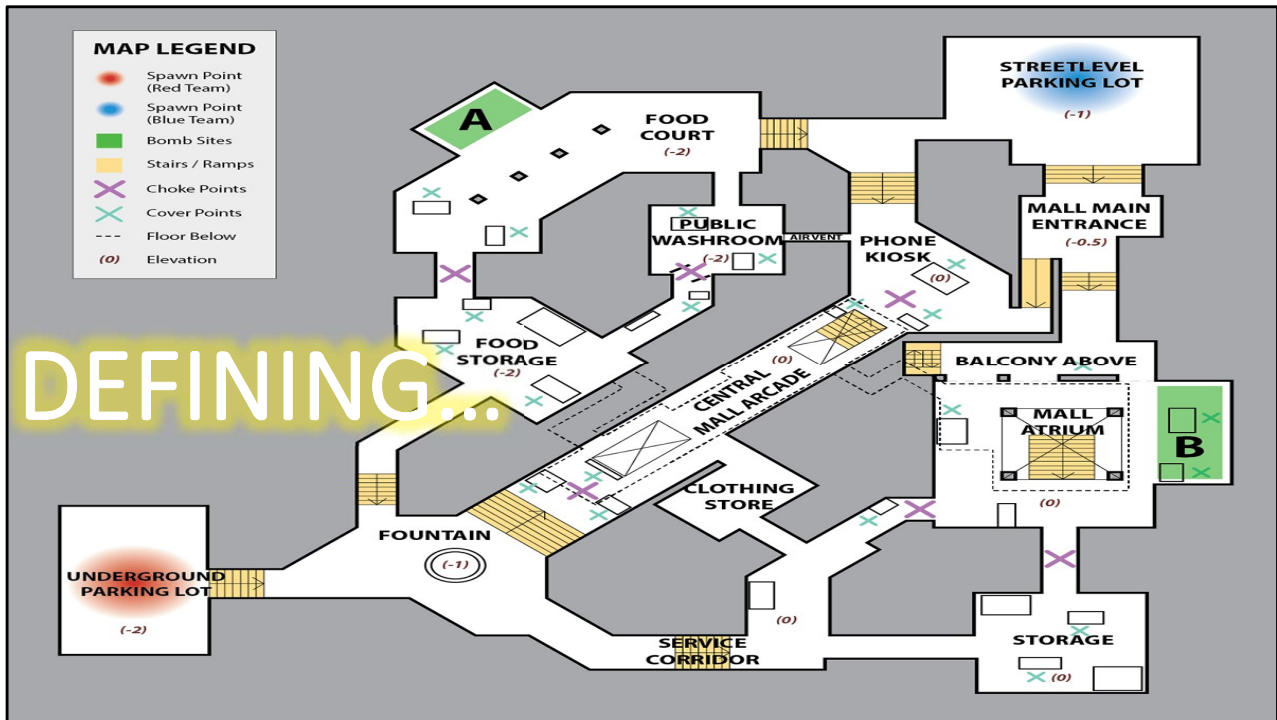 MAP LEGEND
Spawn Point
(Red Team)
Spawn Point
(Blue Team)
Bomb Sites
Stairs / Ramps
Choke Points
Cover Points
Floor Below
(0) Elevation
STREETLEVEL
PARKING LOT
(-1)
A
FOOD
COURT
(-2)
MALL MAIN
ENTRANCE
(-0.5)
PUBLIC
WASHROOM
(-2)
AIRVENT
PHONE
KIOSK
(0)
FOOD
STORAGE
(-2)
DEFINING...
(0)
CENTRAL
MALL ARCADE
BALCONY ABOVE
MALL
ATRIUM
B
(0)
CLOTHING
STORE
FOUNTAIN
(-1)
UNDERGROUND
PARKING LOT
(-2)
(0)
SERVICE
CORRIDOR
STORAGE
(0)